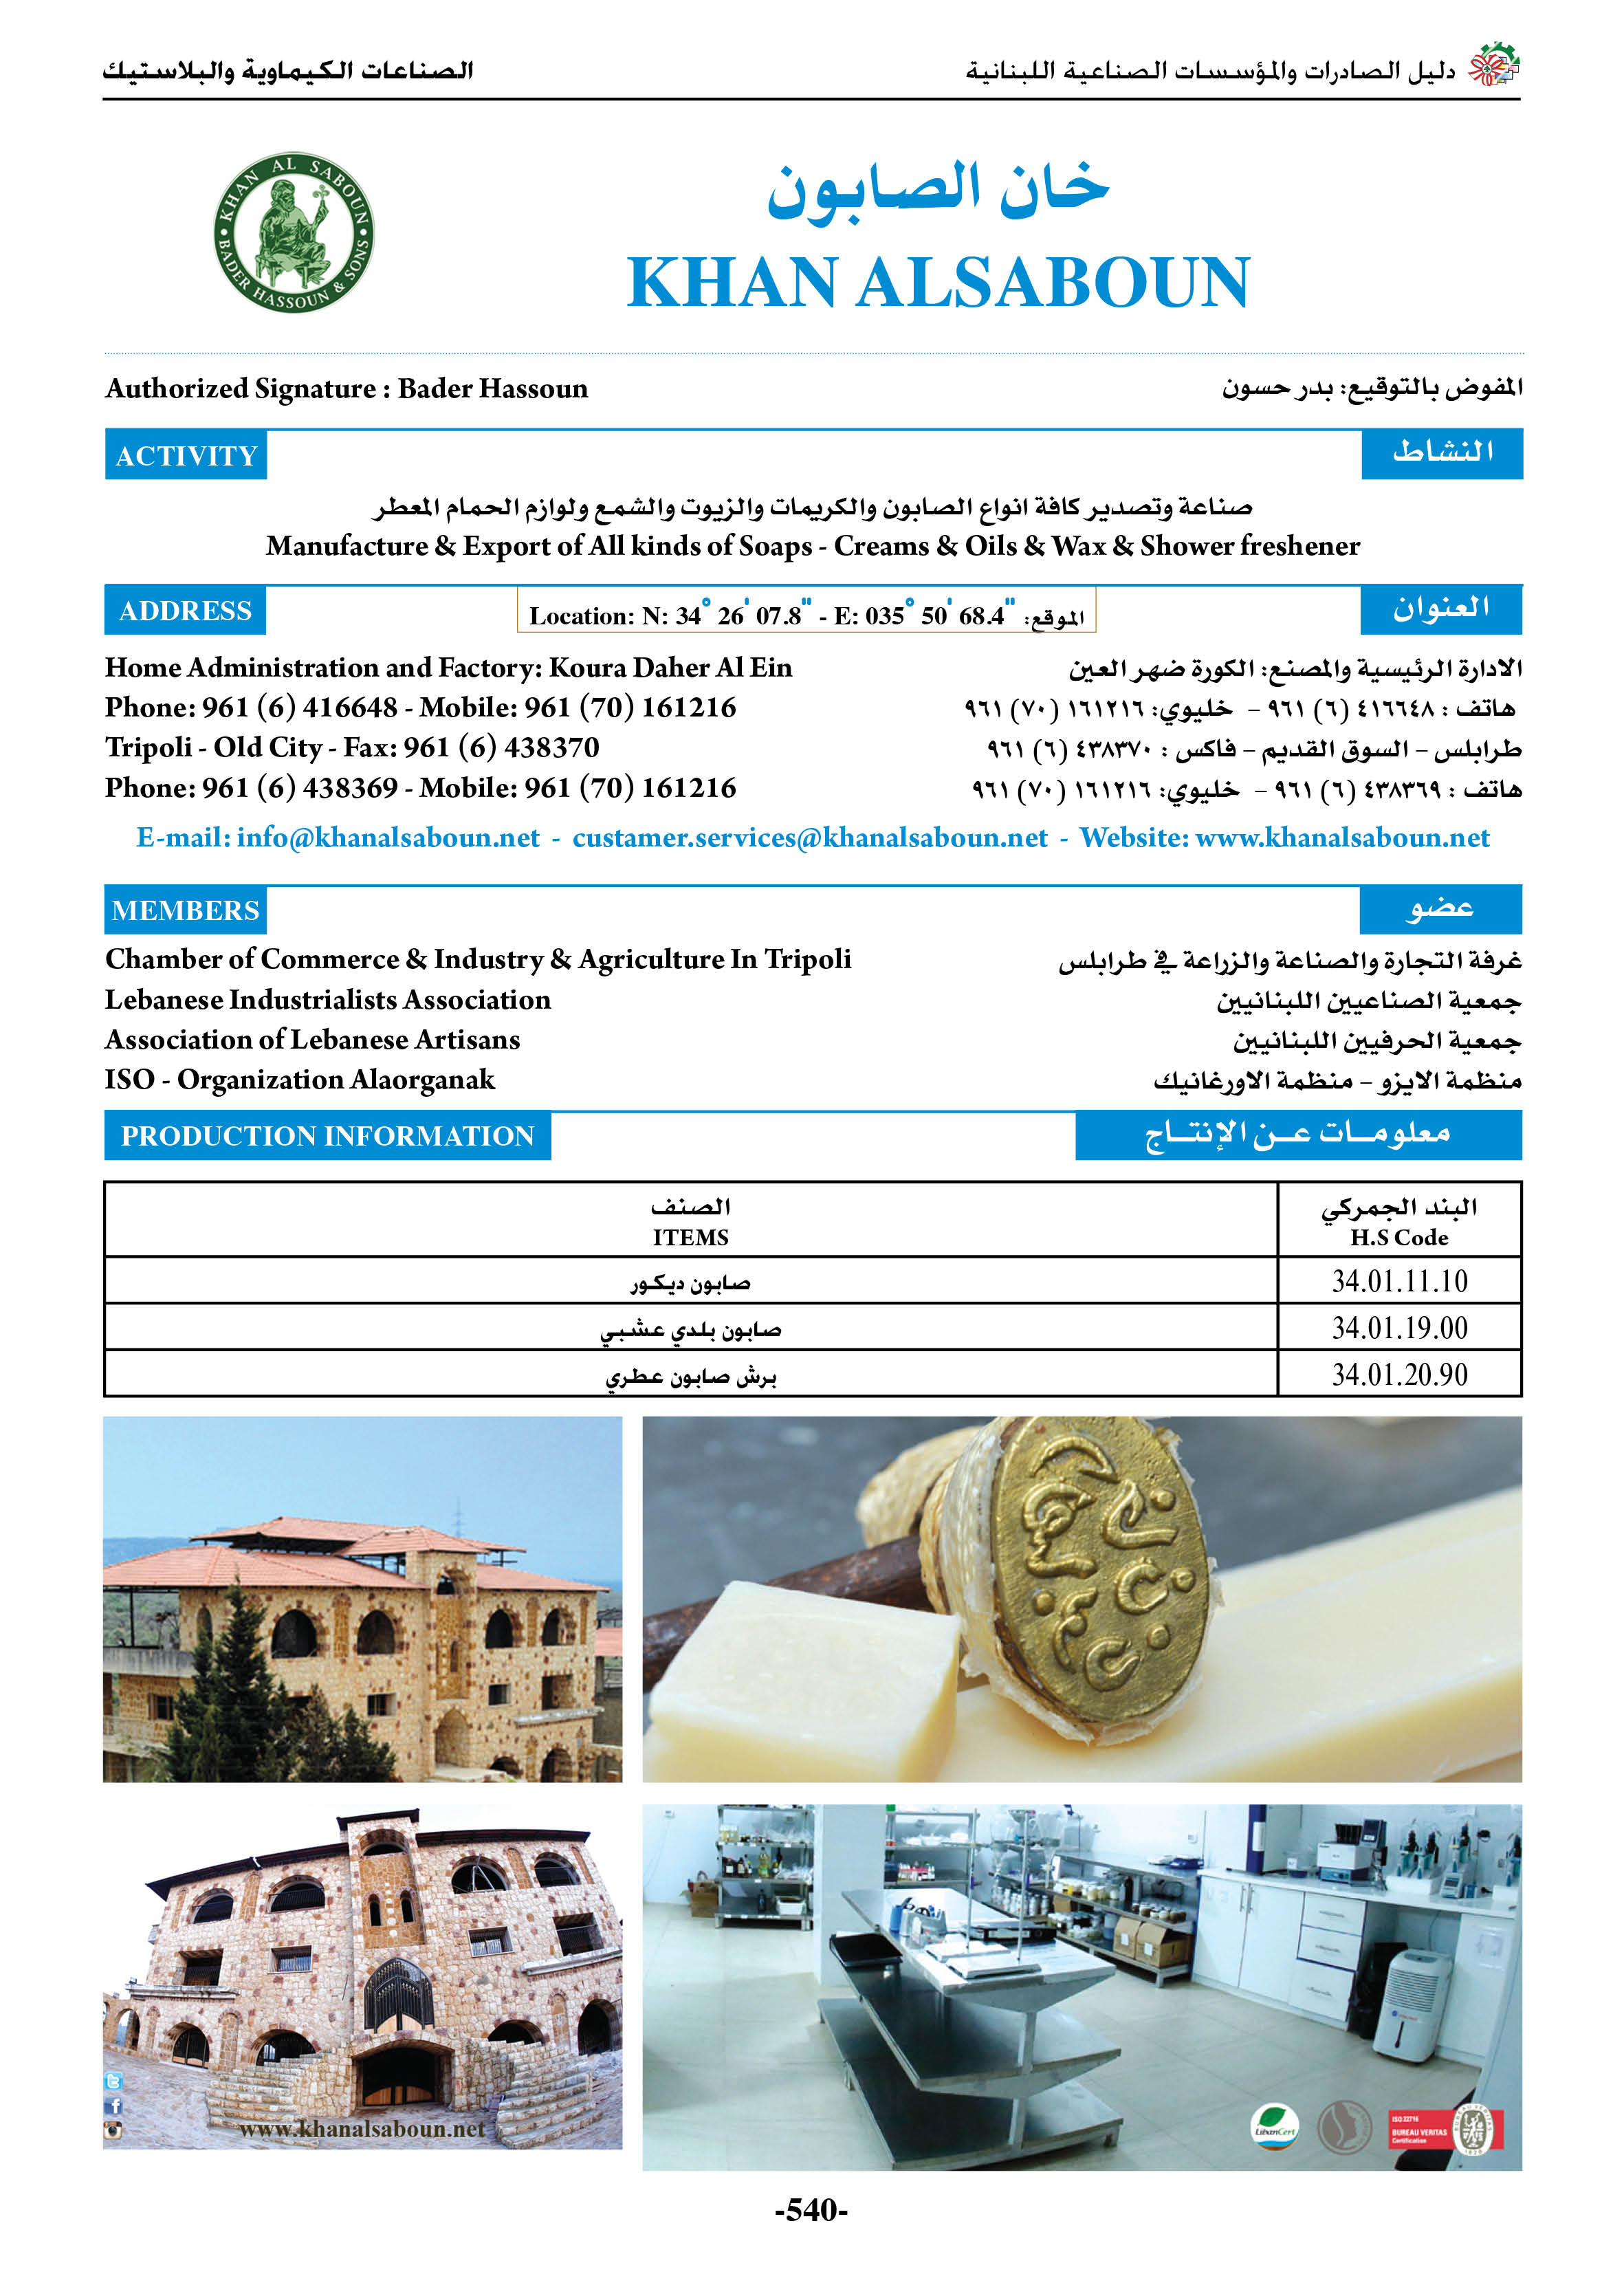 دليل الصادرات والمؤسسات الصناعية اللبنانية
الصناعات الكيماوية والبلاستيك
KHAN AL SABOUN
BADER HASSOUN & SONS
خان الصابون
KHAN ALSABOUN
Authorized Signature : Bader Hassoun
المفوض بالتوقيع: بدر حسون
ACTIVITY
النشاط
صناعة وتصدير كافة انواع الصابون والكريمات والزيوت والشمع ولوازم الحمام المعطر
Manufacture & Export of All kinds of Soaps - Creams & Oils & Wax & Shower freshener
ADDRESS
Location: N: 34° 26' 07.8" - E: 035° 50' 68.4" الموقع:
العنوان
Home Administration and Factory: Koura Daher Al Ein
الادارة الرئيسية والمصنع: الكورة ضهر العين
Phone: 961 (6) 416648 - Mobile: 961 (70) 161216
هاتف : ٤١٦٦٤٨ (٦) ٩٦١ - خليوي: ١٦١٢١٦ (٧٠) ٩٦١
Tripoli - Old City - Fax: 961 (6) 438370
طرابلس - السوق القديم - فاكس : ٤٣٨٣٧٠ (٦) ٩٦١
Phone: 961 (6) 438369 - Mobile: 961 (70) 161216
هاتف : ٤٣٨٣٦٩ (٦) ٩٦١ - خليوي: ١٦١٢١٦ (٧٠) ٩٦١
E-mail: info@khanalsaboun.net - custamer.services@khanalsaboun.net - Website: www.khanalsaboun.net
MEMBERS
عضو
Chamber of Commerce & Industry & Agriculture In Tripoli
غرفة التجارة والصناعة والزراعة في طرابلس
Lebanese Industrialists Association
جمعية الصناعيين اللبنانيين
Association of Lebanese Artisans
جمعية الحرفيين اللبنانيين
ISO - Organization Alaorganak
منظمة الايزو - منظمة الاورغانيك
PRODUCTION INFORMATION
معلومات عن الإنتاج
الصنف
ITEMS
البند الجمركي
H.S Code
صابون ديكور
34.01.11.10
صابون بلدي عشبي
34.01.19.00
برش صابون عطري
34.01.20.90
www.khanalsaboun.net
LibanCert
ISO 22716
BUREAU VERITAS
Certification
-540-